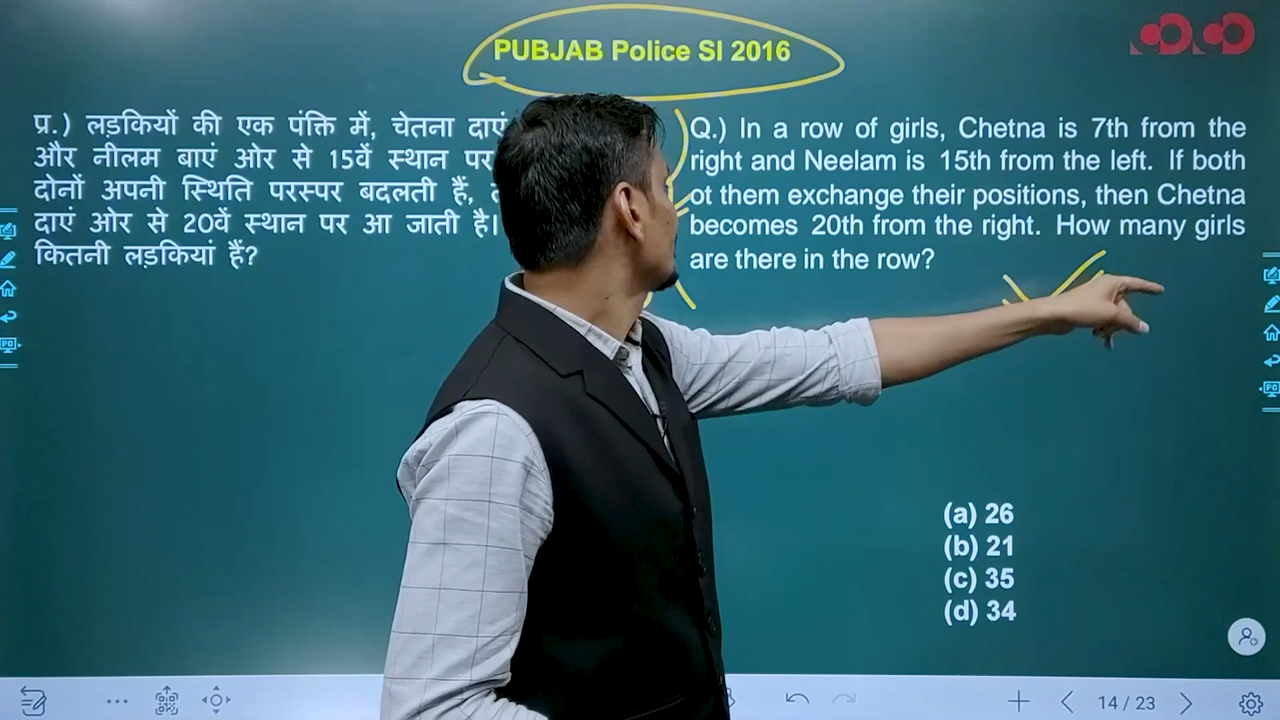 PUBJAB Police SI 2016
प्र.) लड़कियों की एक पंक्ति में, चेतना दाएं
और नीलम बाएं ओर से 15वें स्थान पर
दोनों अपनी स्थिति परस्पर बदलती हैं,
दाएं ओर से 20वें स्थान पर आ जाती है।
कितनी लड़कियां हैं?
Q.) In a row of girls, Chetna is 7th from the
right and Neelam is 15th from the left. If both
ot them exchange their positions, then Chetna
becomes 20th from the right. How many girls
are there in the row?
(a) 26
(b) 21
(c) 35
(d) 34
14 / 23